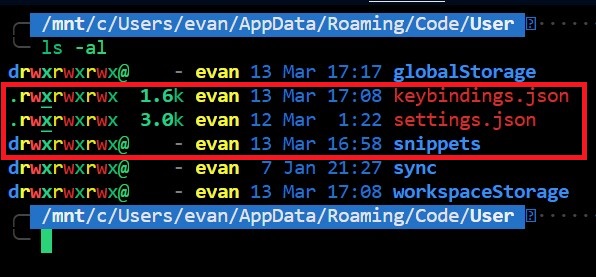 /mnt/c/Users/evan/AppData/Roaming/Code/User
ls -al
drwxrwxrwx@ - evan 13 Mar 17:17 globalStorage
.rwxrwxrwx 1.6k evan 13 Mar 17:08 keybindings.json
.rwxrwxrwx 3.0k evan 12 Mar 1:22 settings.json
drwxrwxrwx@ - evan 13 Mar 16:58 snippets
drwxrwxrwx@ - evan 7 Jan 21:27 sync
drwxrwxrwx@ - evan 13 Mar 17:08 workspaceStorage
/mnt/c/Users/evan/AppData/Roaming/Code/User